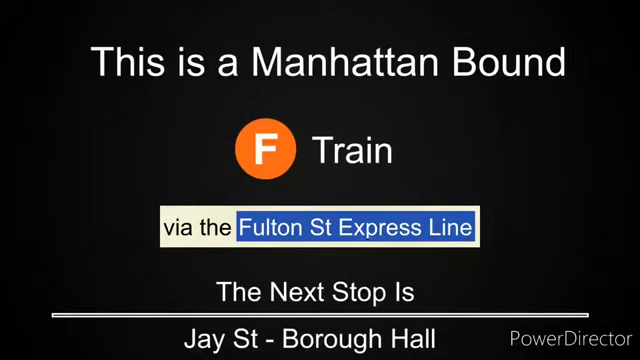 This is a Manhattan Bound
F Train
via the Fulton St Express Line
The Next Stop Is
Jay St - Borough Hall
PowerDirector